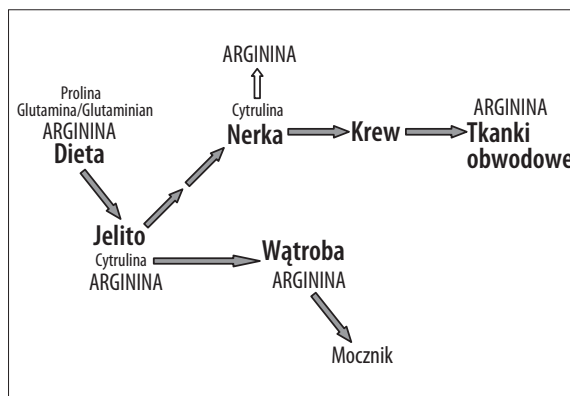 ARGININA
Prolina
Glutamina/Glutaminian
ARGININA
Dieta
Cytrulina
Nerka
Krew
ARGININA
Tkanki
obwodowe
Jelito
Cytrulina
ARGININA
Wątroba
ARGININA
Mocznik